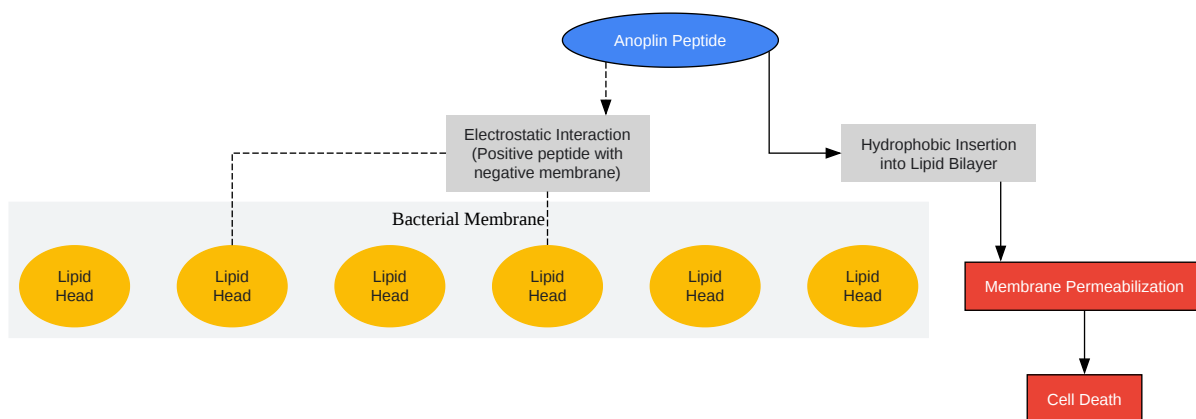 Anoplin Peptide
Electrostatic Interaction
(Positive peptide with
negative membrane)
Hydrophobic Insertion
into Lipid Bilayer
Bacterial Membrane
Lipid
Head
Lipid
Head
Lipid
Head
Lipid
Head
Lipid
Head
Lipid
Head
Membrane Permeabilization
Cell Death